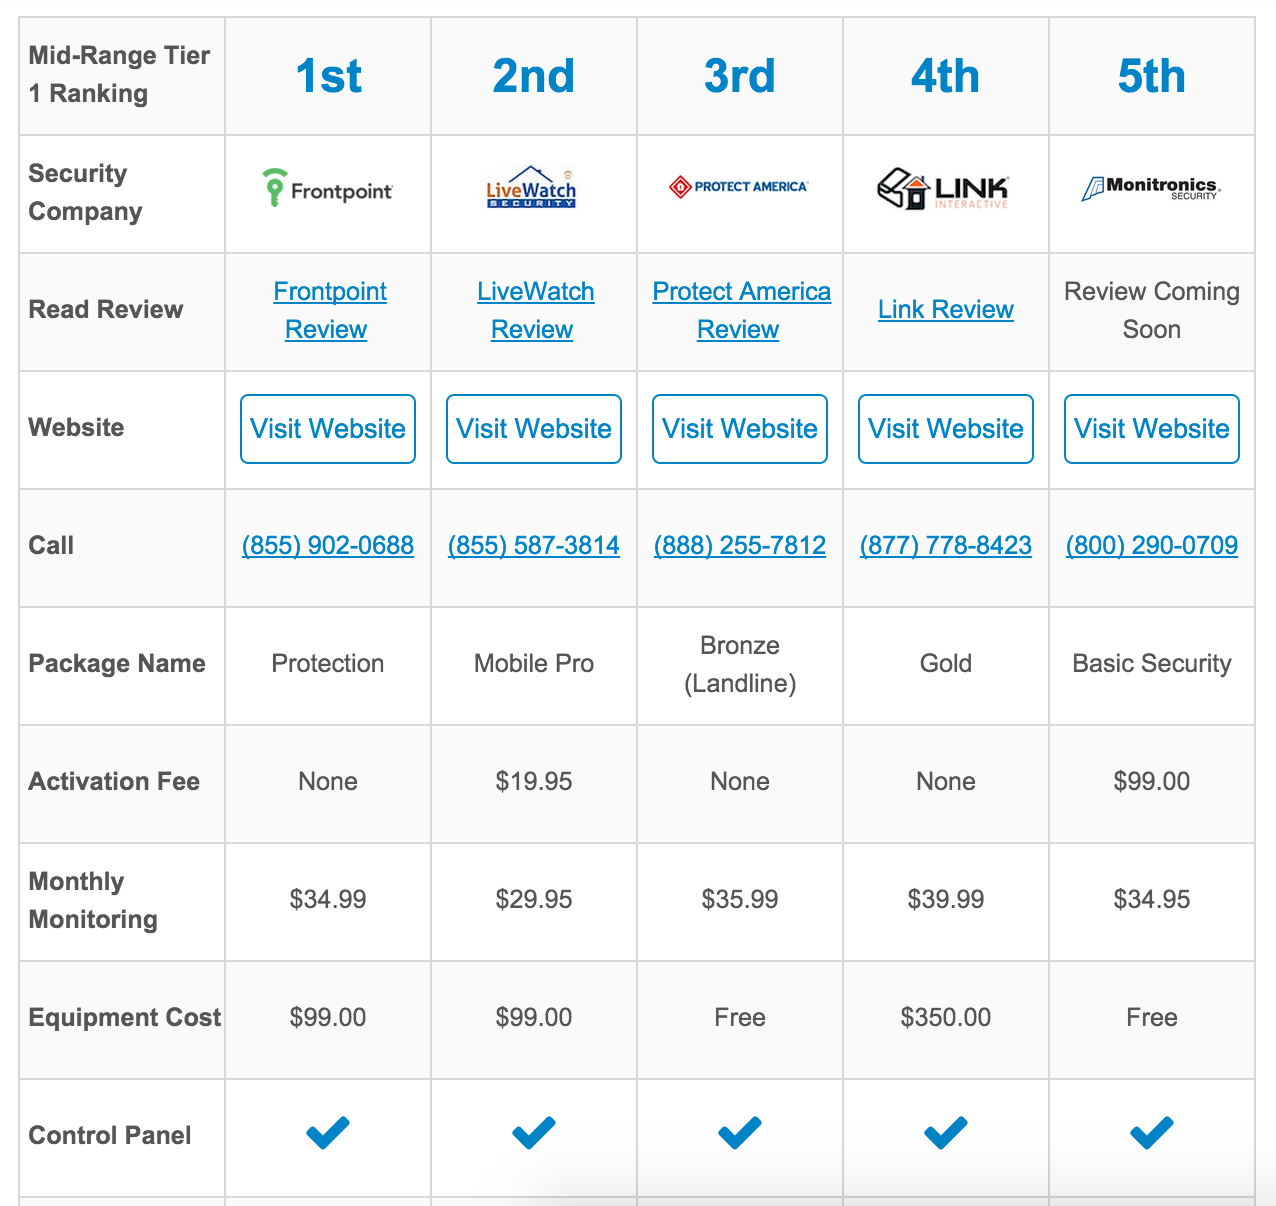 Mid-Range Tier
1 Ranking
1st
2nd
3rd
4th
5th
Security
Company
Frontpoint
LiveWatch
SECURITY
PROTECT AMERICA
LINK
INTERACTIVE
Monitronics
SECURITY
Read Review
Frontpoint
Review
LiveWatch
Review
Protect America
Review
Link Review
Review Coming
Soon
Website
Visit Website
Visit Website
Visit Website
Visit Website
Visit Website
Call
(855) 902-0688
(855) 587-3814
(888) 255-7812
(877) 778-8423
(800) 290-0709
Package Name
Protection
Mobile Pro
Bronze
(Landline)
Gold
Basic Security
Activation Fee
None
$19.95
None
None
$99.00
Monthly
Monitoring
$34.99
$29.95
$35.99
$39.99
$34.95
Equipment Cost
$99.00
$99.00
Free
$350.00
Free
Control Panel